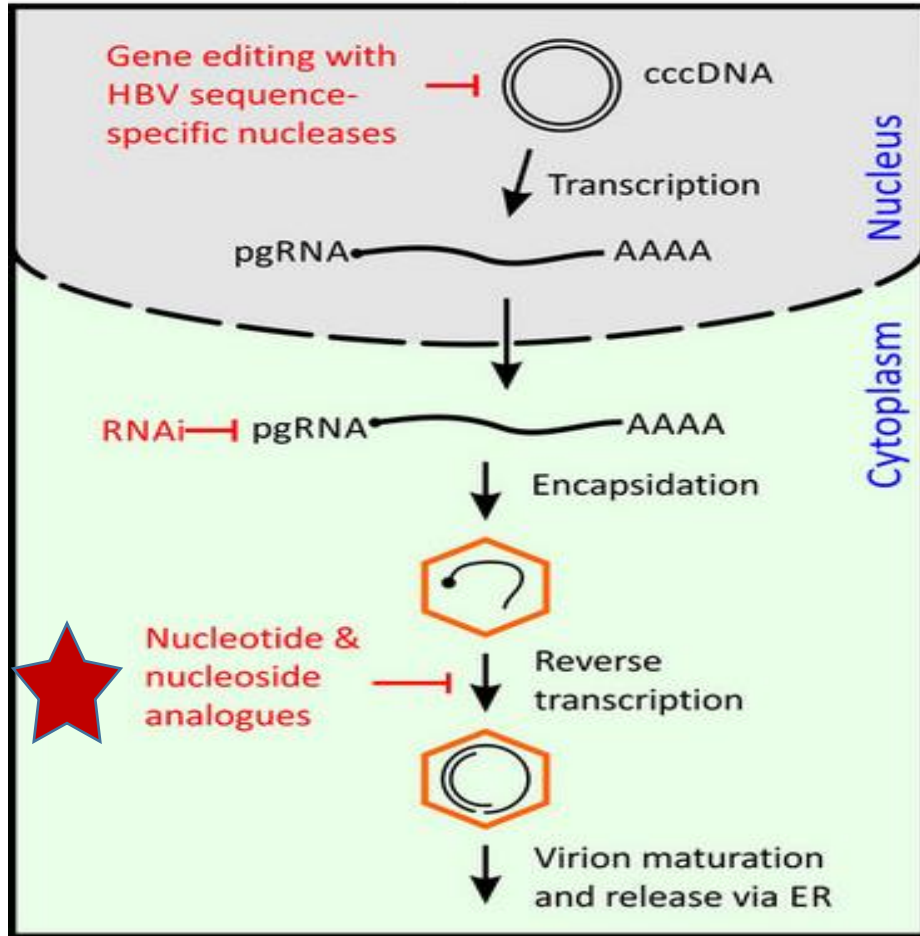 Gene editing with
HBV sequence-
specific nucleases
cccDNA
Nucleus
Transcription
pgRNA
AAAA
Cytoplasm
RNAi
pgRNA
AAAA
Encapsidation
Nucleotide &
nucleoside
analogues
Reverse
transcription
Virion maturation
and release via ER